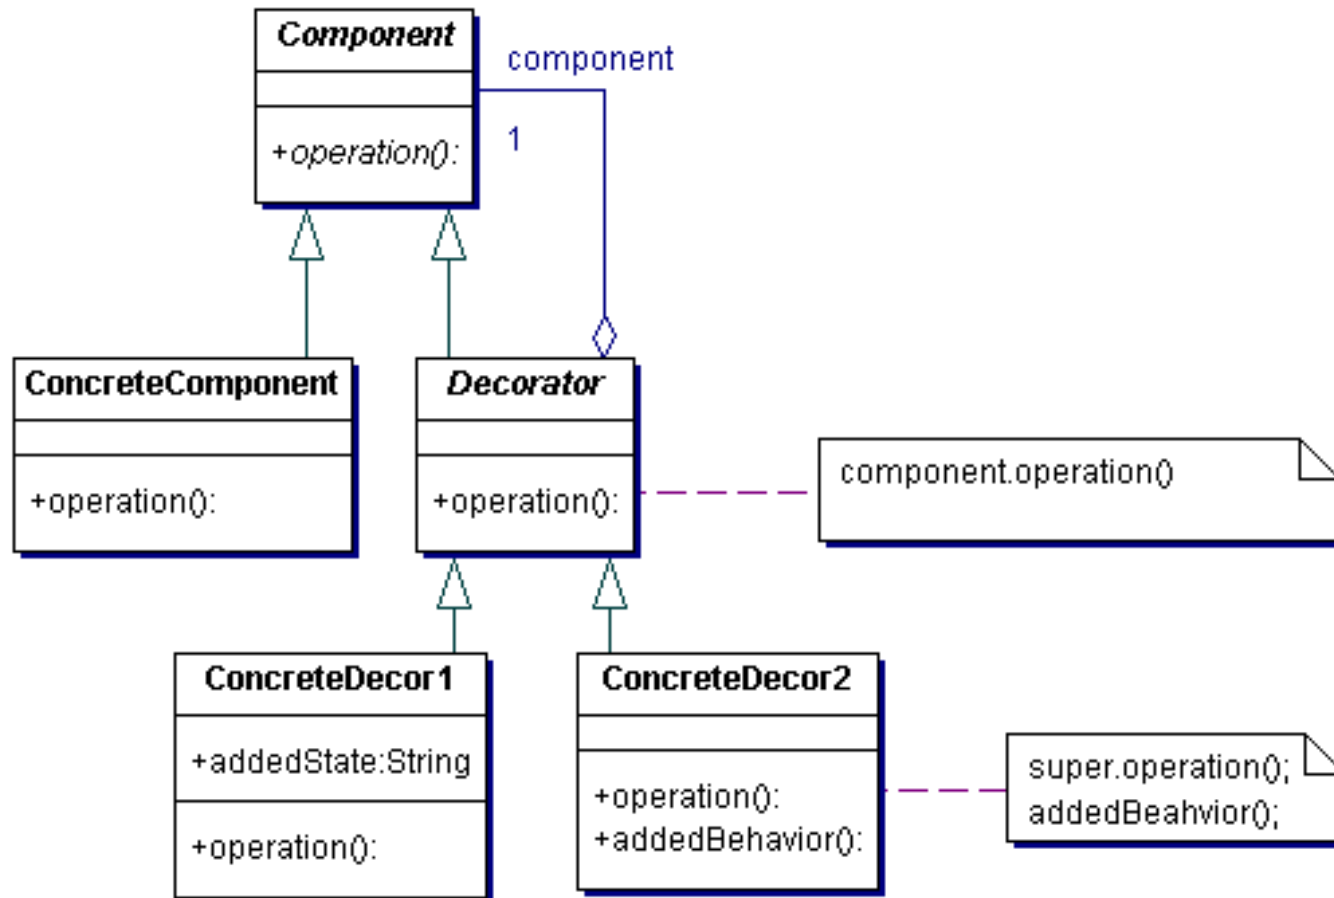 Component
component
1
+operation():
ConcreteComponent
+operation():
Decorator
+operation():
component.operation()
ConcreteDecor1
+addedState:String
+operation():
ConcreteDecor2
+operation():
+addedBehavior():
super.operation();
addedBeahvior();